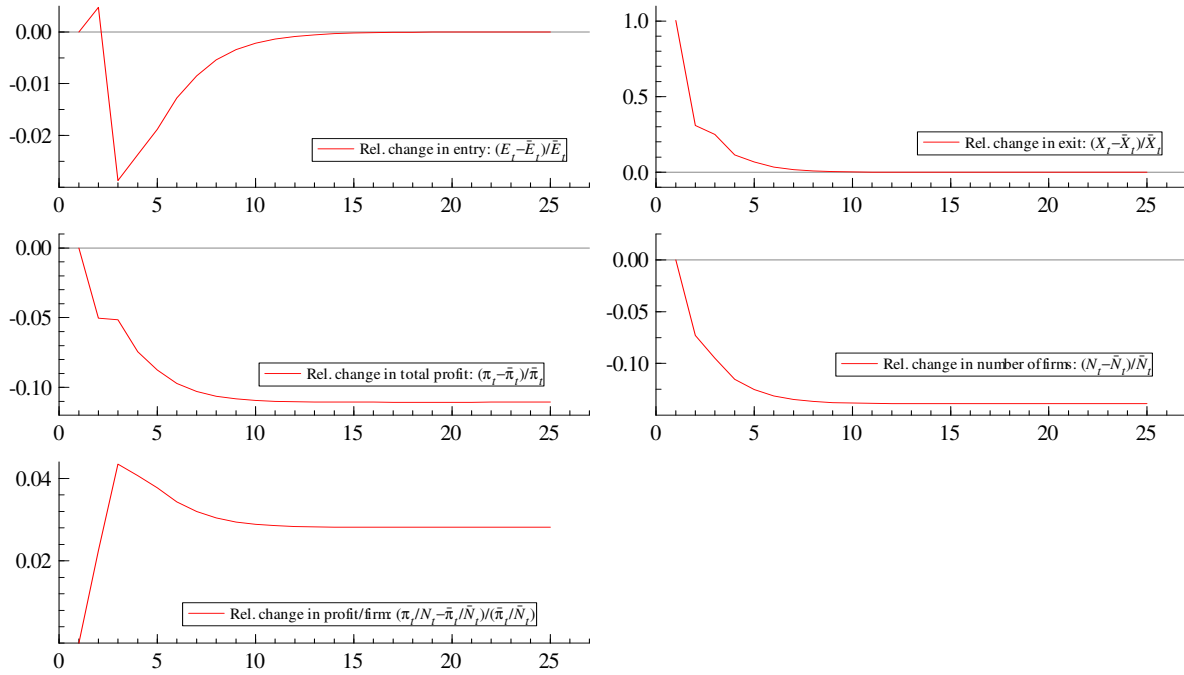 0.00
-0.01
-0.02
Rel. change in entry: (E_t−Ē_t)/Ē_t
0 5 10 15 20 25
1.0
0.5
0.0
Rel. change in exit: (X_t−X̄_t)/X̄_t
0 5 10 15 20 25
0.00
-0.05
-0.10
Rel. change in total profit: (π_t−π̄_t)/π̄_t
0 5 10 15 20 25
0.00
-0.05
-0.10
Rel. change in number of firms: (N_t−N̄_t)/N̄_t
0 5 10 15 20 25
0.04
0.02
Rel. change in profit/firm: (π_t/N_t−π̄_t/N̄_t)/(π̄_t/N̄_t)
0 5 10 15 20 25